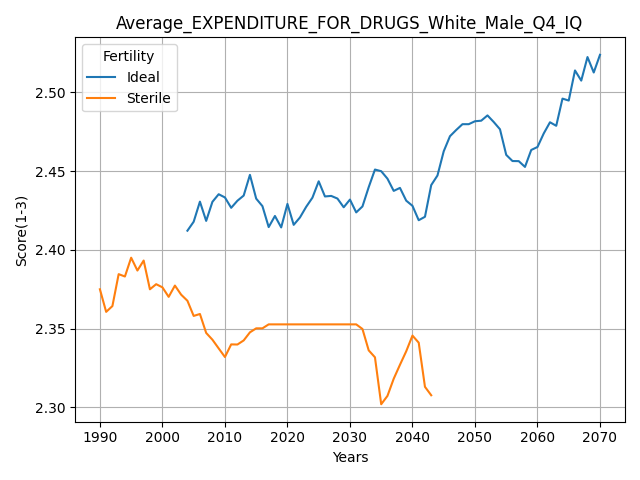 Average_EXPENDITURE_FOR_DRUGS_White_Male_Q4_IQ
Fertility
Ideal
Sterile
Score(1-3)
2.50
2.45
2.40
2.35
2.30
1990 2000 2010 2020 2030 2040 2050 2060 2070
Years